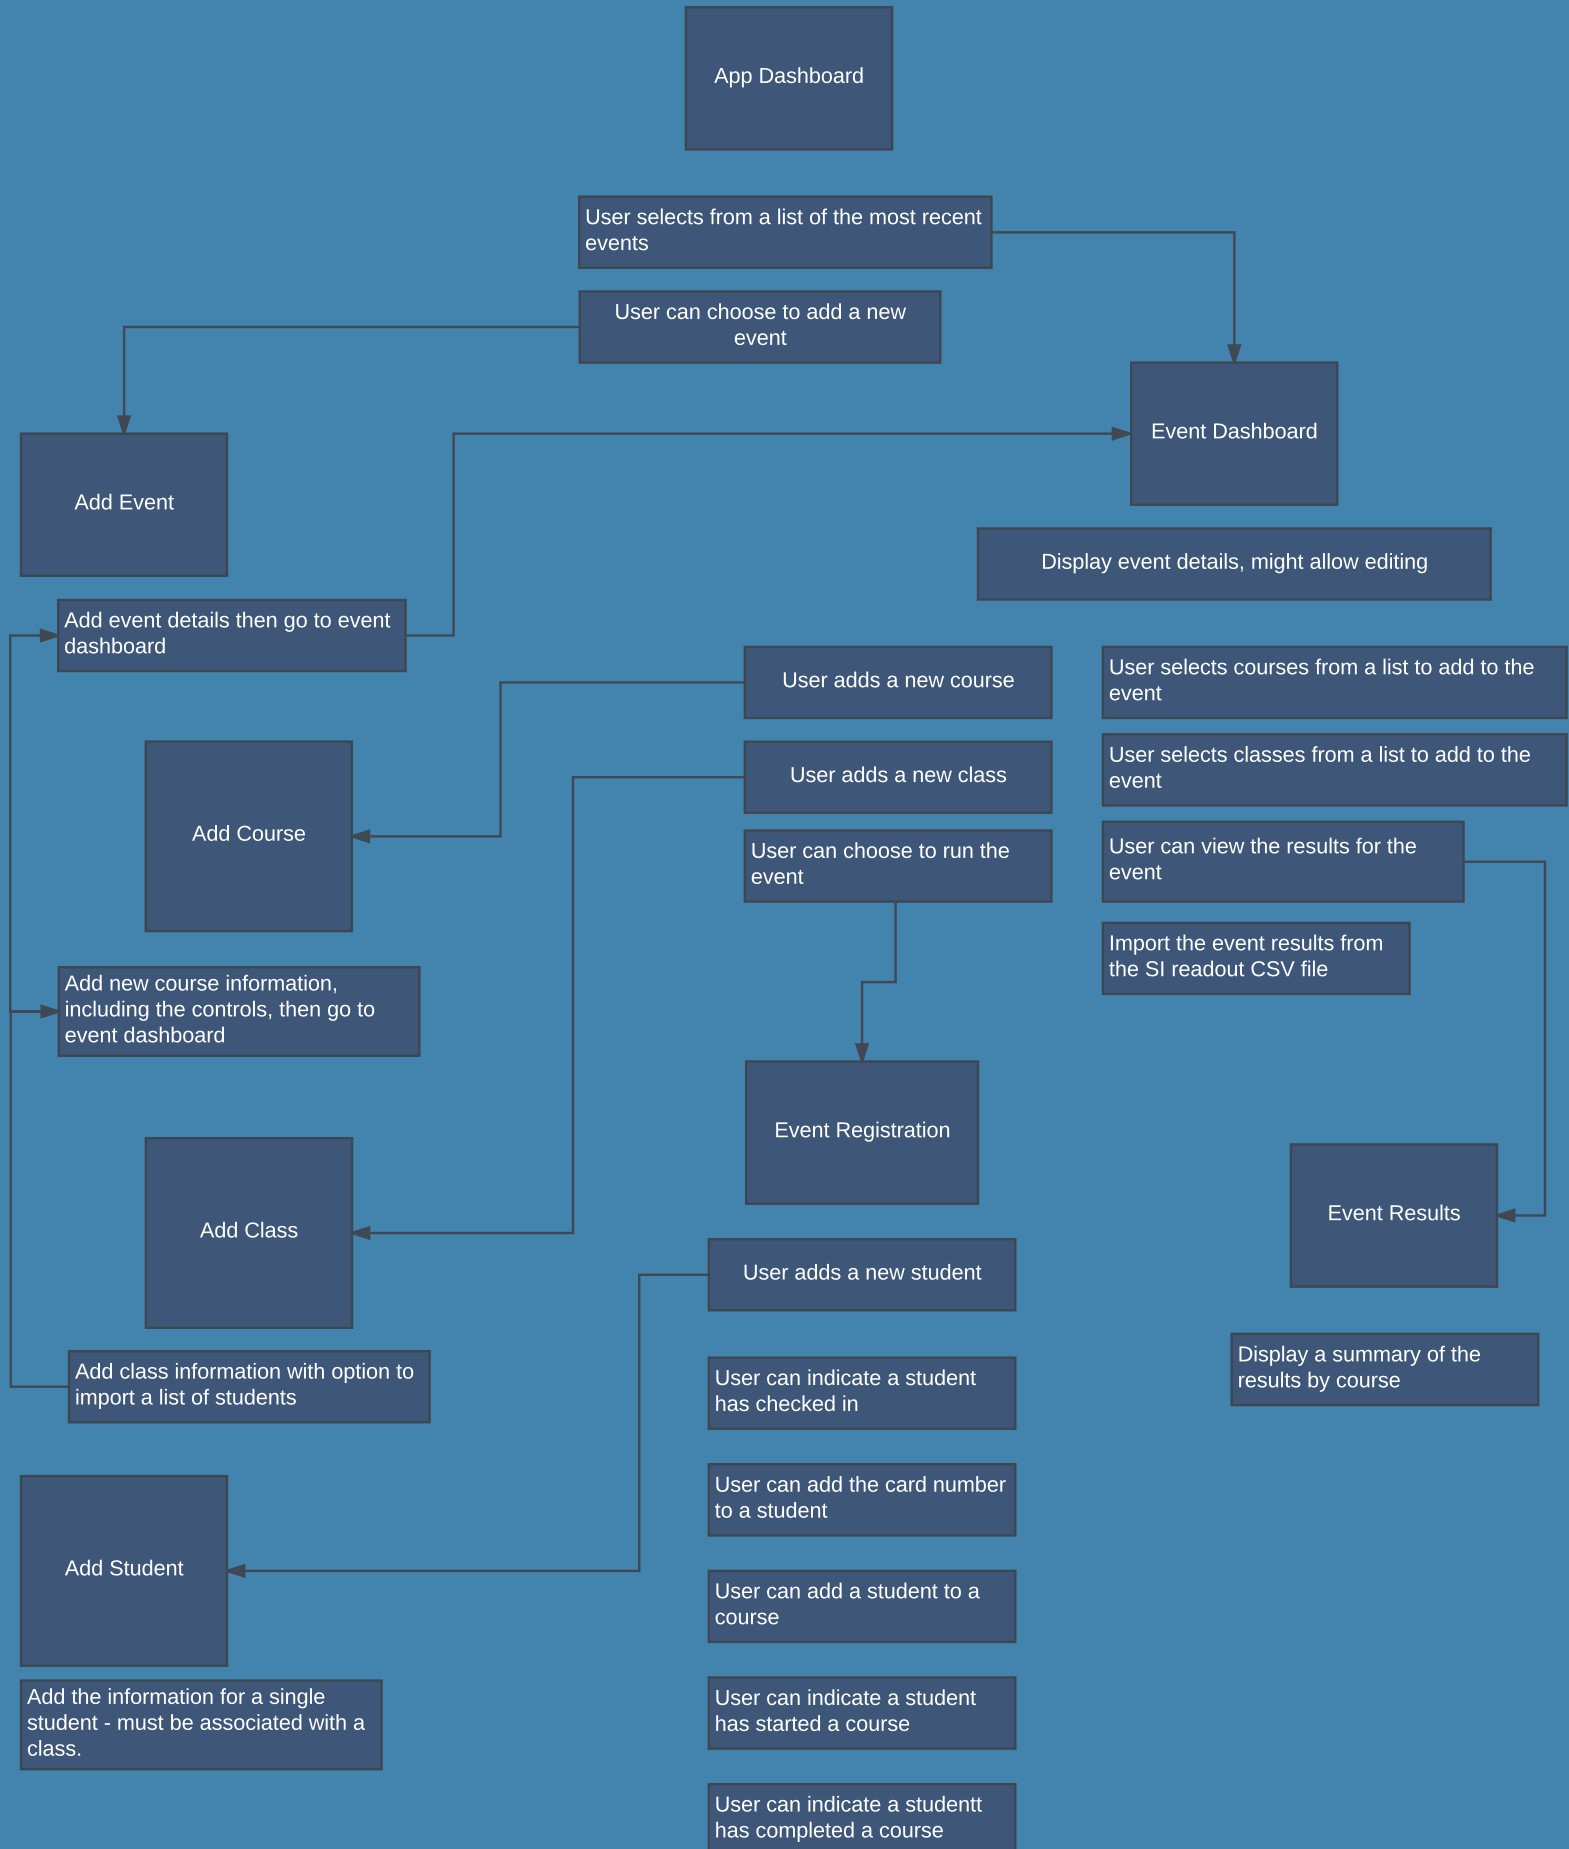 App Dashboard
User selects from a list of the most recent
events
User can choose to add a new
event
Event Dashboard
Add Event
Display event details, might allow editing
Add event details then go to event
dashboard
User adds a new course
User selects courses from a list to add to the
event
User adds a new class
User selects classes from a list to add to the
event
Add Course
User can choose to run the
event
User can view the results for the
event
Import the event results from
the SI readout CSV file
Add new course information,
including the controls, then go to
event dashboard
Event Registration
Add Class
Event Results
User adds a new student
Display a summary of the
results by course
Add class information with option to
import a list of students
User can indicate a student
has checked in
User can add the card number
to a student
Add Student
User can add a student to a
course
Add the information for a single
student - must be associated with a
class.
User can indicate a student
has started a course
User can indicate a studentt
has completed a course